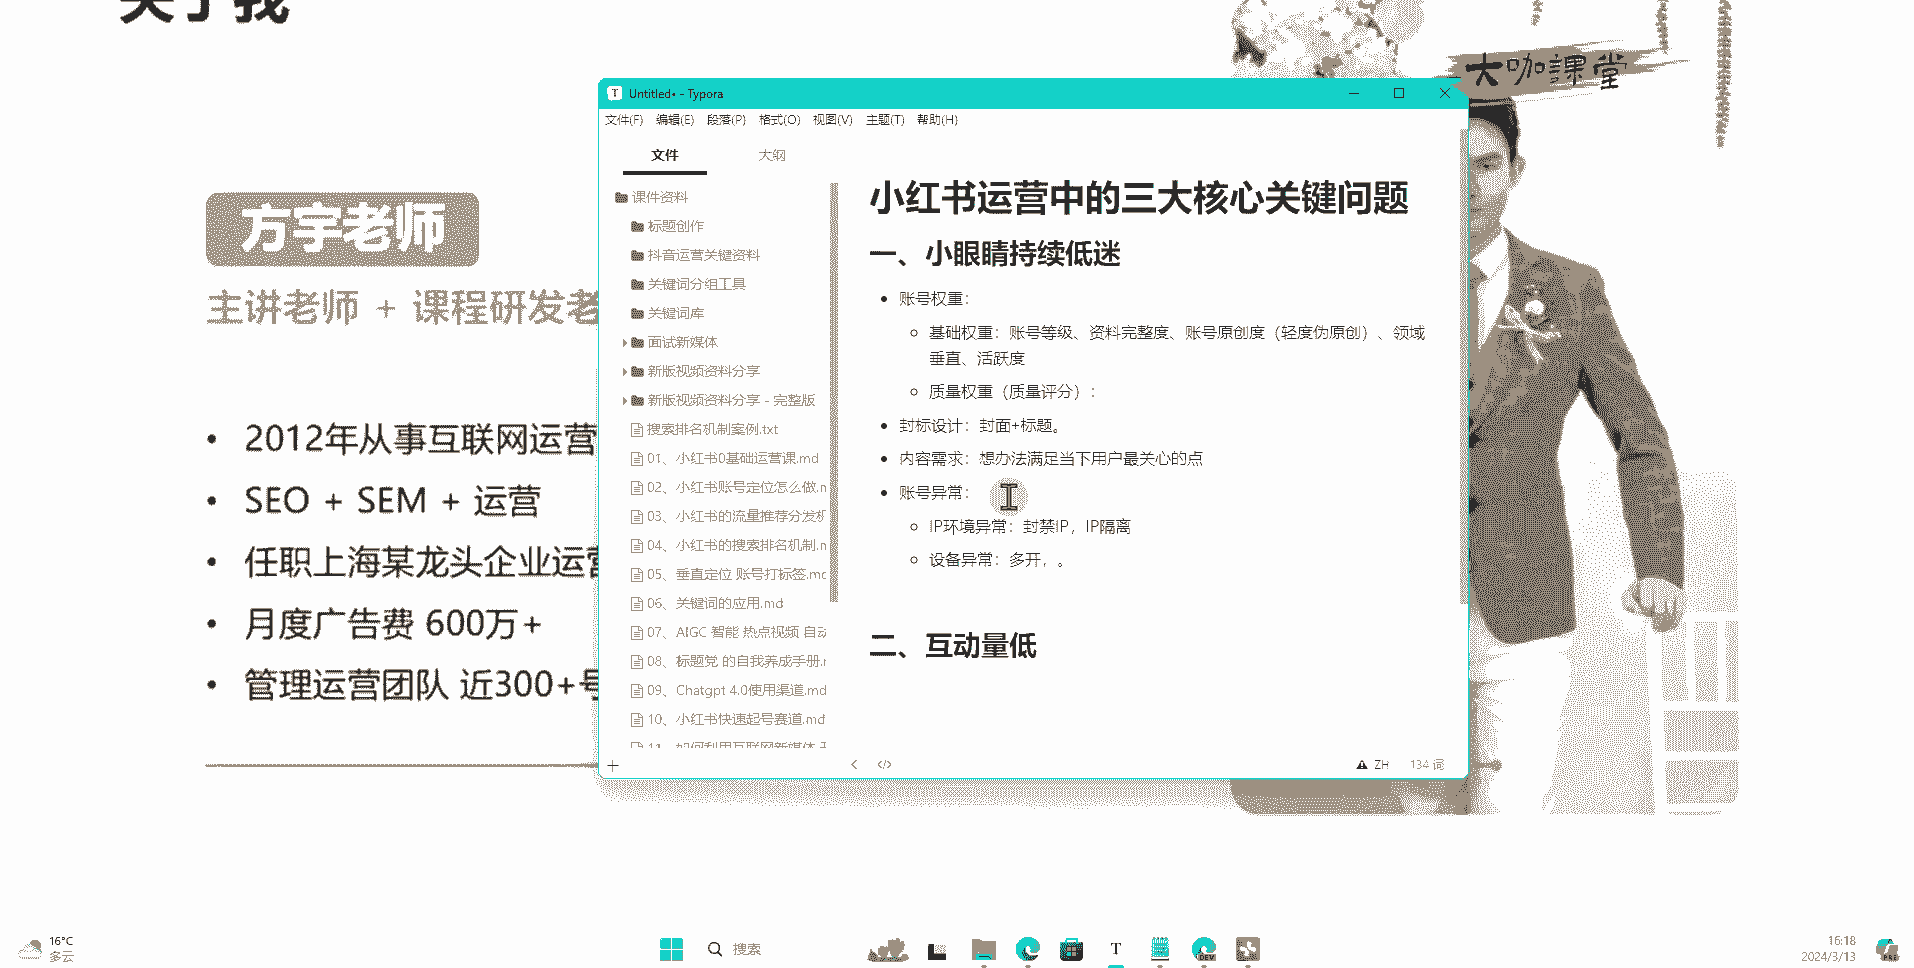 关于我
大咖課堂
方宇老师
主讲老师 + 课程研发老
• 2012年从事互联网运营
• SEO + SEM + 运营
• 任职上海某龙头企业运营
• 月度广告费 600万+
• 管理运营团队 近300+号
Untitled• - Typora
文件(F) 编辑(E) 段落(P) 格式(O) 视图(V) 主题(T) 帮助(H)
文件 大纲
课件资料
标题创作
抖音运营关键资料
关键词分组工具
关键词库
面试新媒体
新版视频资料分享
新版视频资料分享 - 完整版
搜索排名机制案例.txt
01、小红书0基础运营课.md
02、小红书账号定位怎么做.m
03、小红书的流量推荐分发机
04、小红书的搜索排名机制.m
05、垂直定位 账号打标签.md
06、关键词的应用.md
07、AIGC 智能 热点视频 自动
08、标题党 的自我养成手册.m
09、Chatgpt 4.0使用渠道.md
10、小红书快速起号赛道.md
11、如何利用互联网新媒体
小红书运营中的三大核心关键问题
一、小眼睛持续低迷
• 账号权重：
基础权重：账号等级、资料完整度、账号原创度（轻度伪原创）、领域
垂直、活跃度
质量权重（质量评分）：
• 封标设计：封面+标题。
• 内容需求：想办法满足当下用户最关心的点
• 账号异常：
IP环境异常：封禁IP，IP隔离
设备异常：多开，。
二、互动量低
ZH 134 词
16°C
多云
搜索
T
DEV
16:18
2024/3/13
PRE